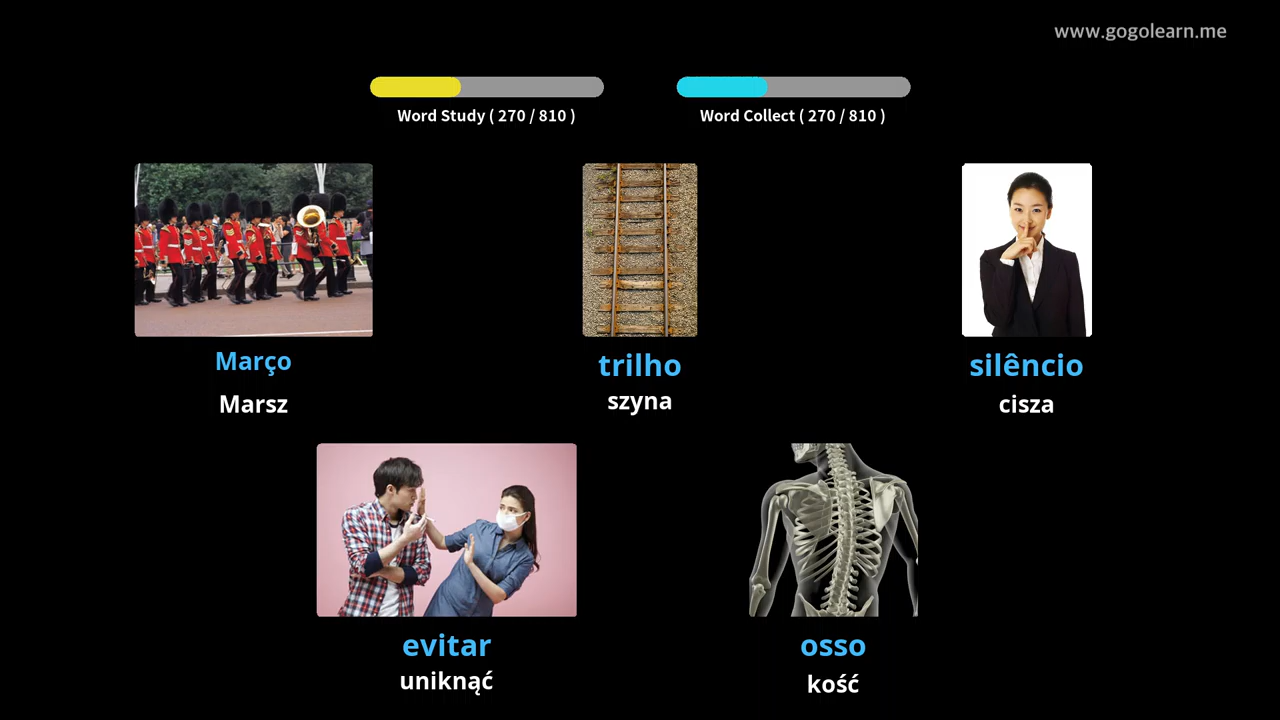 www.gogolearn.me
Word Study ( 270 / 810 )
Word Collect ( 270 / 810 )
Março
Marsz
trilho
szyna
silêncio
cisza
evitar
uniknąć
osso
kość